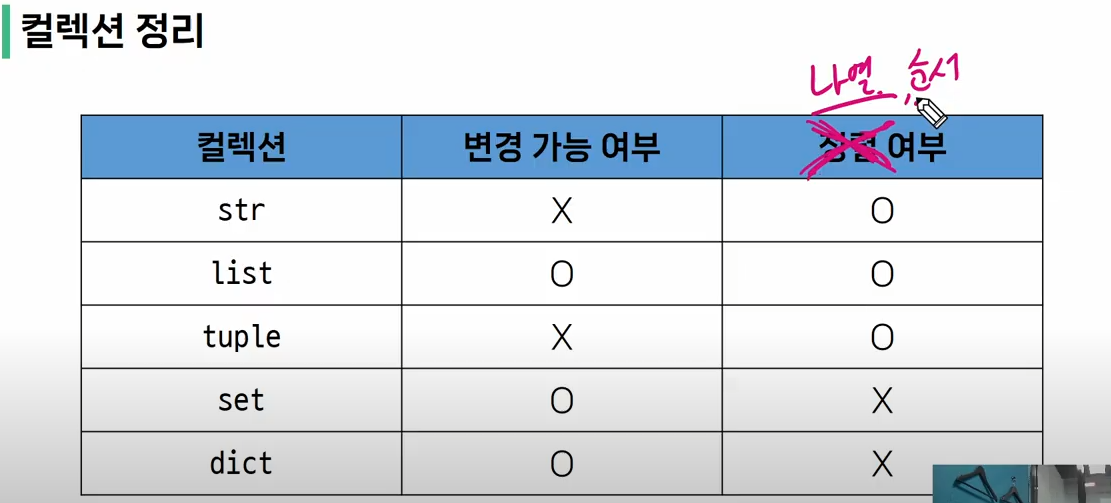 컬렉션 정리
나열, 순서
컬렉션 변경 가능 여부 정렬 여부
str X O
list O O
tuple X O
set O X
dict O X